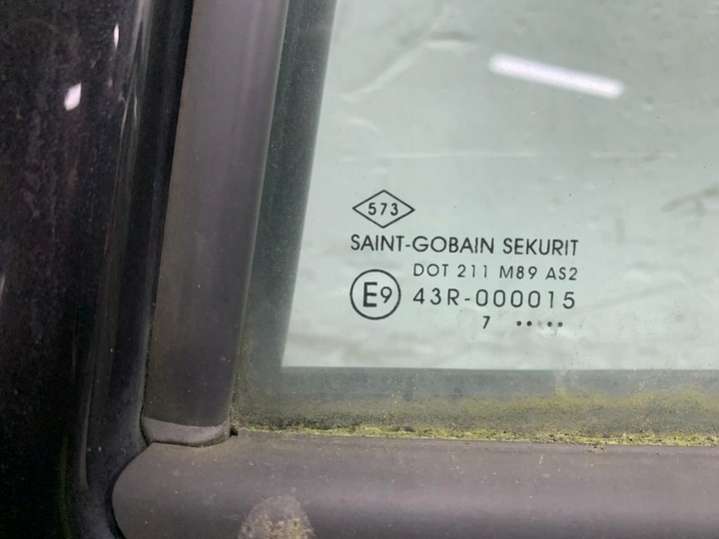 573
SAINT-GOBAIN SEKURIT
DOT 211 M89 AS2
E9 43R-000015
7 •• ••